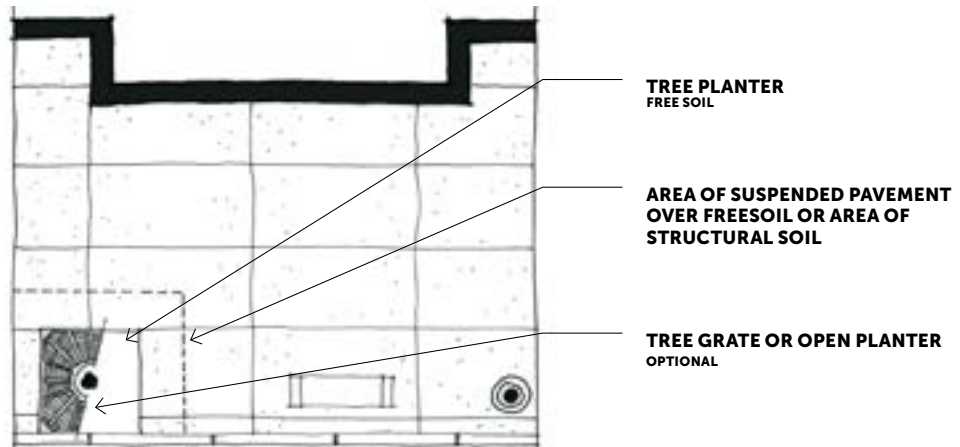 TREE PLANTER
FREE SOIL
AREA OF SUSPENDED PAVEMENT
OVER FREESOIL OR AREA OF
STRUCTURAL SOIL
TREE GRATE OR OPEN PLANTER
OPTIONAL